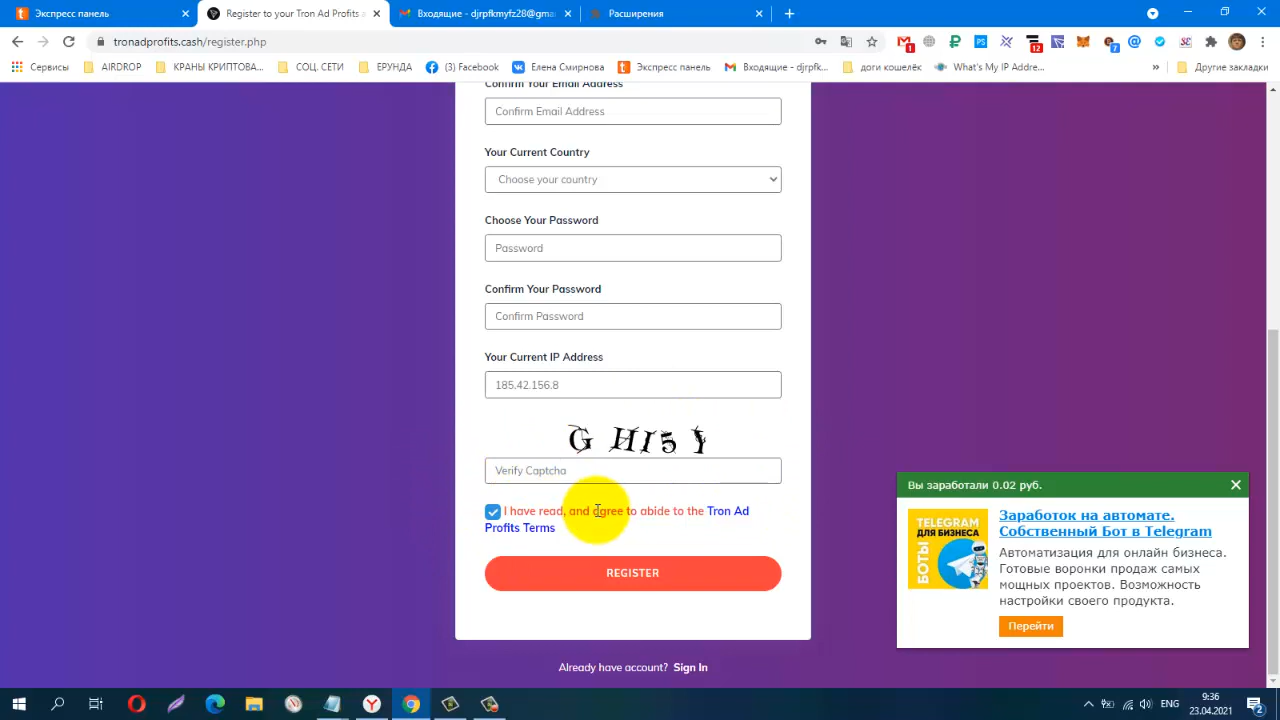 Экспресс панель
Register to your Tron Ad Profits a
Входящие - djrpfkmyfz28@gma
Расширения
tronadprofits.cash/register.php
1
12
7
Сервисы
AIRDROP
КРАНЫ КРИПТОВА...
СОЦ. СЕТИ
ЕРУНДА
(3) Facebook
Елена Смирнова
Экспресс панель
Входящие - djrpfk...
доги кошелёк
What's My IP Addre...
»
Другие закладки
Confirm Your Email Address
Confirm Email Address
Your Current Country
Choose your country
Choose Your Password
Password
Confirm Your Password
Confirm Password
Your Current IP Address
185.42.156.8
G HI5 Y
Verify Captcha
I have read, and agree to abide to the Tron Ad
Profits Terms
REGISTER
Already have account? Sign In
Вы заработали 0.02 руб.
TELEGRAM
ДЛЯ БИЗНЕСА
БОТЫ
Заработок на автомате.
Собственный Бот в Telegram
Автоматизация для онлайн бизнеса.
Готовые воронки продаж самых
мощных проектов. Возможность
настройки своего продукта.
Перейти
ENG
9:36
23.04.2021
2